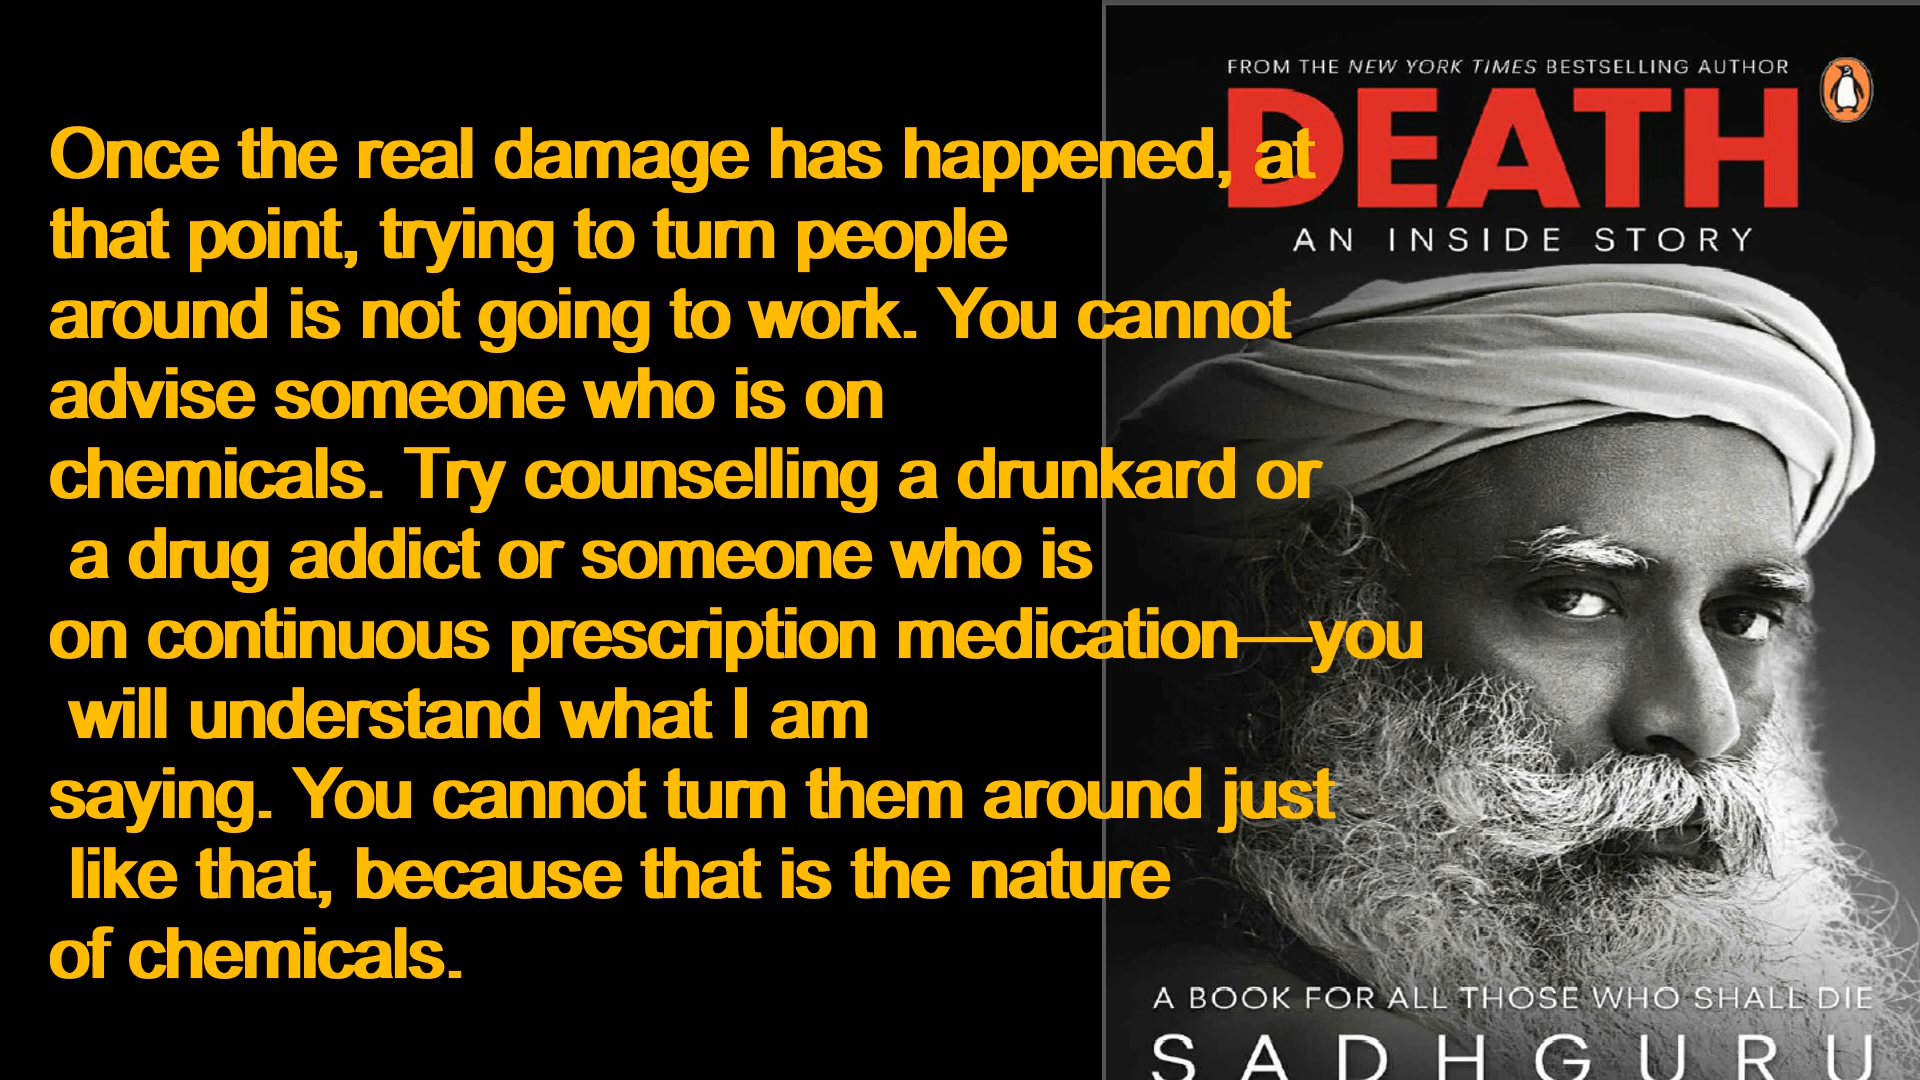 Once the real damage has happened, at
that point, trying to turn people
around is not going to work. You cannot
advise someone who is on
chemicals. Try counselling a drunkard or
a drug addict or someone who is
on continuous prescription medication—you
will understand what I am
saying. You cannot turn them around just
like that, because that is the nature
of chemicals.
FROM THE NEW YORK TIMES BESTSELLING AUTHOR
DEATH
AN INSIDE STORY
A BOOK FOR ALL THOSE WHO SHALL DIE
SADHGURU